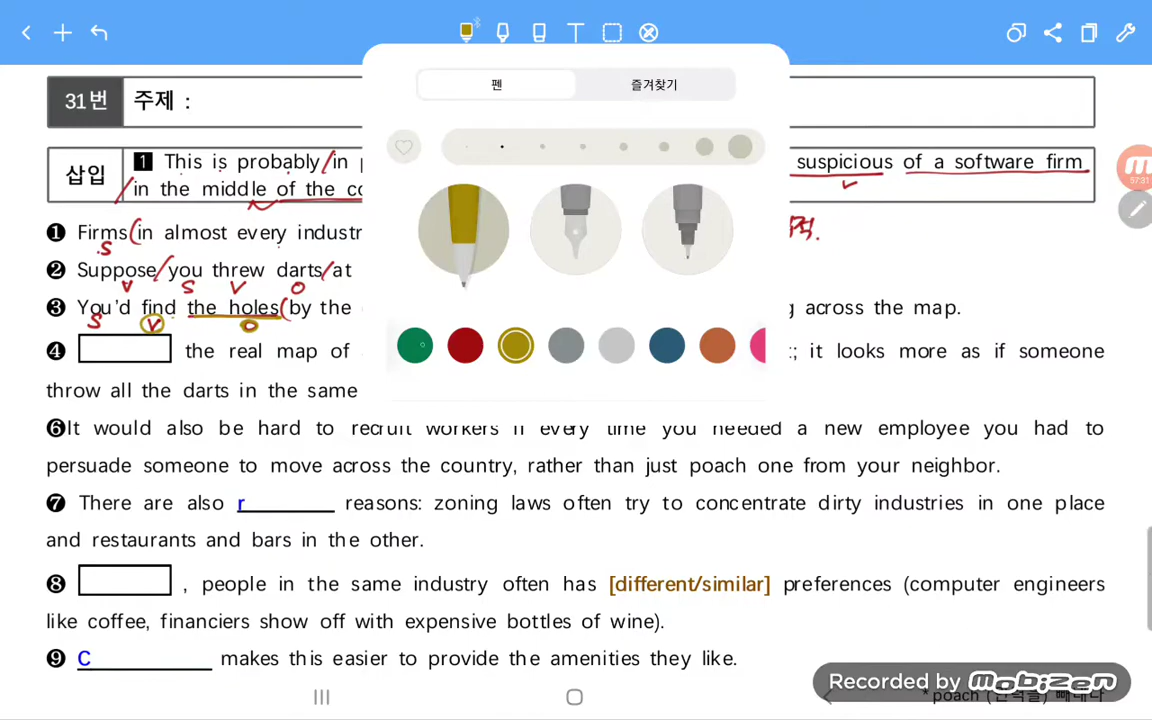 펜 즐겨찾기
57:31
31번 주제 :
삽입 1 This is probably in suspicious of a software firm
in the middle of the
❶ Firms in almost every
❷ Suppose you threw darts at
S V S V O
❸ You'd find the holes by the across the map.
S V O
❹ the real map of it looks more as if someone
throw all the darts in the same
❻It would also be hard to recruit workers if every time you needed a new employee you had to
persuade someone to move across the country, rather than just poach one from your neighbor.
❼ There are also r reasons: zoning laws often try to concentrate dirty industries in one place
and restaurants and bars in the other.
❽ , people in the same industry often has [different/similar] preferences (computer engineers
like coffee, financiers show off with expensive bottles of wine).
❾ C makes this easier to provide the amenities they like.
Recorded by mobizen